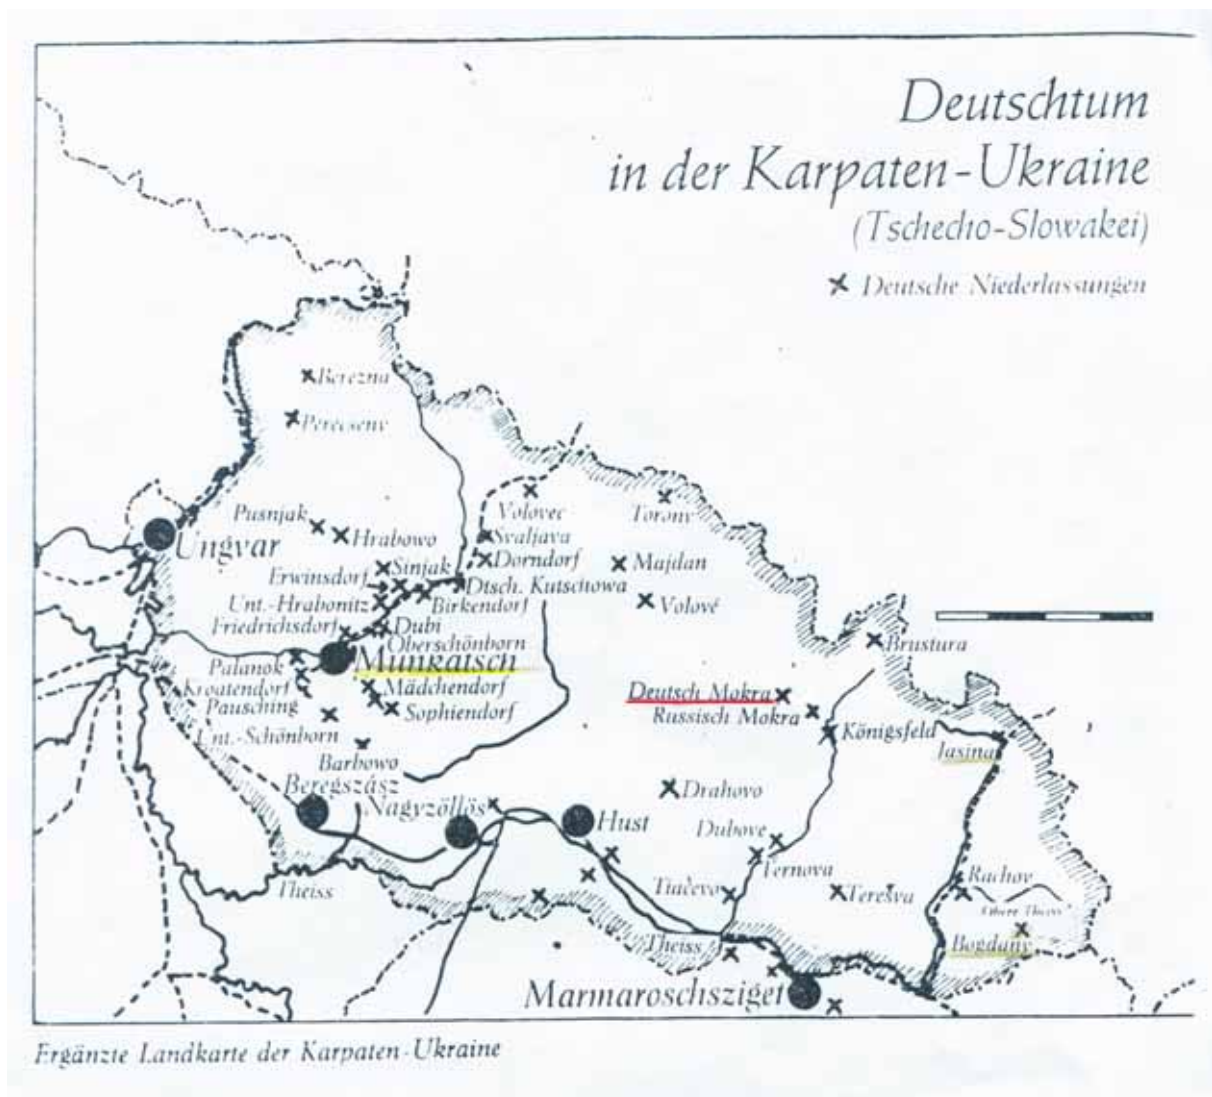 Deutschtum
in der Karpaten-Ukraine
(Tschecho-Slowakei)
x Deutsche Niederlassungen
Berezna
Perecseny
Pusnjak
Hrabowo
Ungvar
Volovec
Torony
Svaljava
Dorndorf
Majdan
Sinjak
Erwinsdorf
Dtsch. Kutschowa
Unt.-Hrabonitz
Birkendorf
Volové
Friedrichsdorf
Dubi
Oberschönborn
Brustura
Palanok
Munkatsch
Kroatendorf
Mädchendorf
Deutsch Mokra
Pausching
Sophiendorf
Russisch Mokra
Unt.-Schönborn
Königsfeld
Jasina
Barbowo
Beregszász
Nagyzöllös
Drahovo
Hust
Dubove
Ternova
Theiss
Tiačevo
Terešva
Rachov
Theiss
Bogdany
Marmaroschsziget
Ergänzte Landkarte der Karpaten-Ukraine